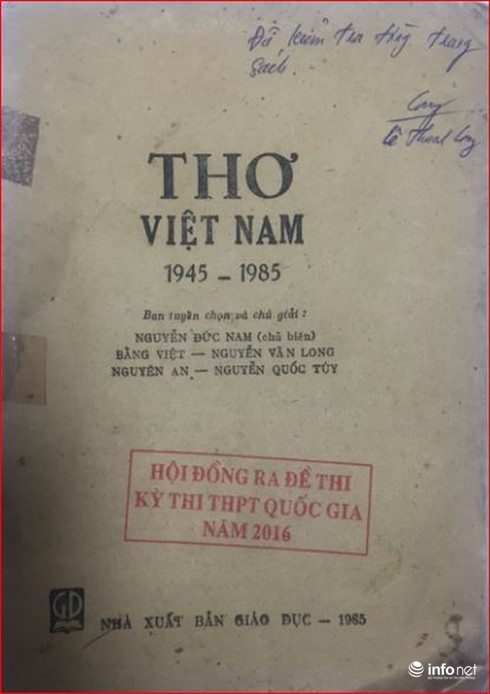 Đã kiểm tra từng trang
sách.
Long
Lê Thành Long
THƠ
VIỆT NAM
1945 - 1985
Ban tuyển chọn và chú giải :
NGUYỄN ĐỨC NAM (chủ biên)
BẰNG VIỆT — NGUYỄN VĂN LONG
NGUYÊN AN — NGUYỄN QUỐC TÚY
HỘI ĐỒNG RA ĐỀ THI
KỲ THI THPT QUỐC GIA
NĂM 2016
GD
NHÀ XUẤT BẢN GIÁO DỤC — 1985
infonet